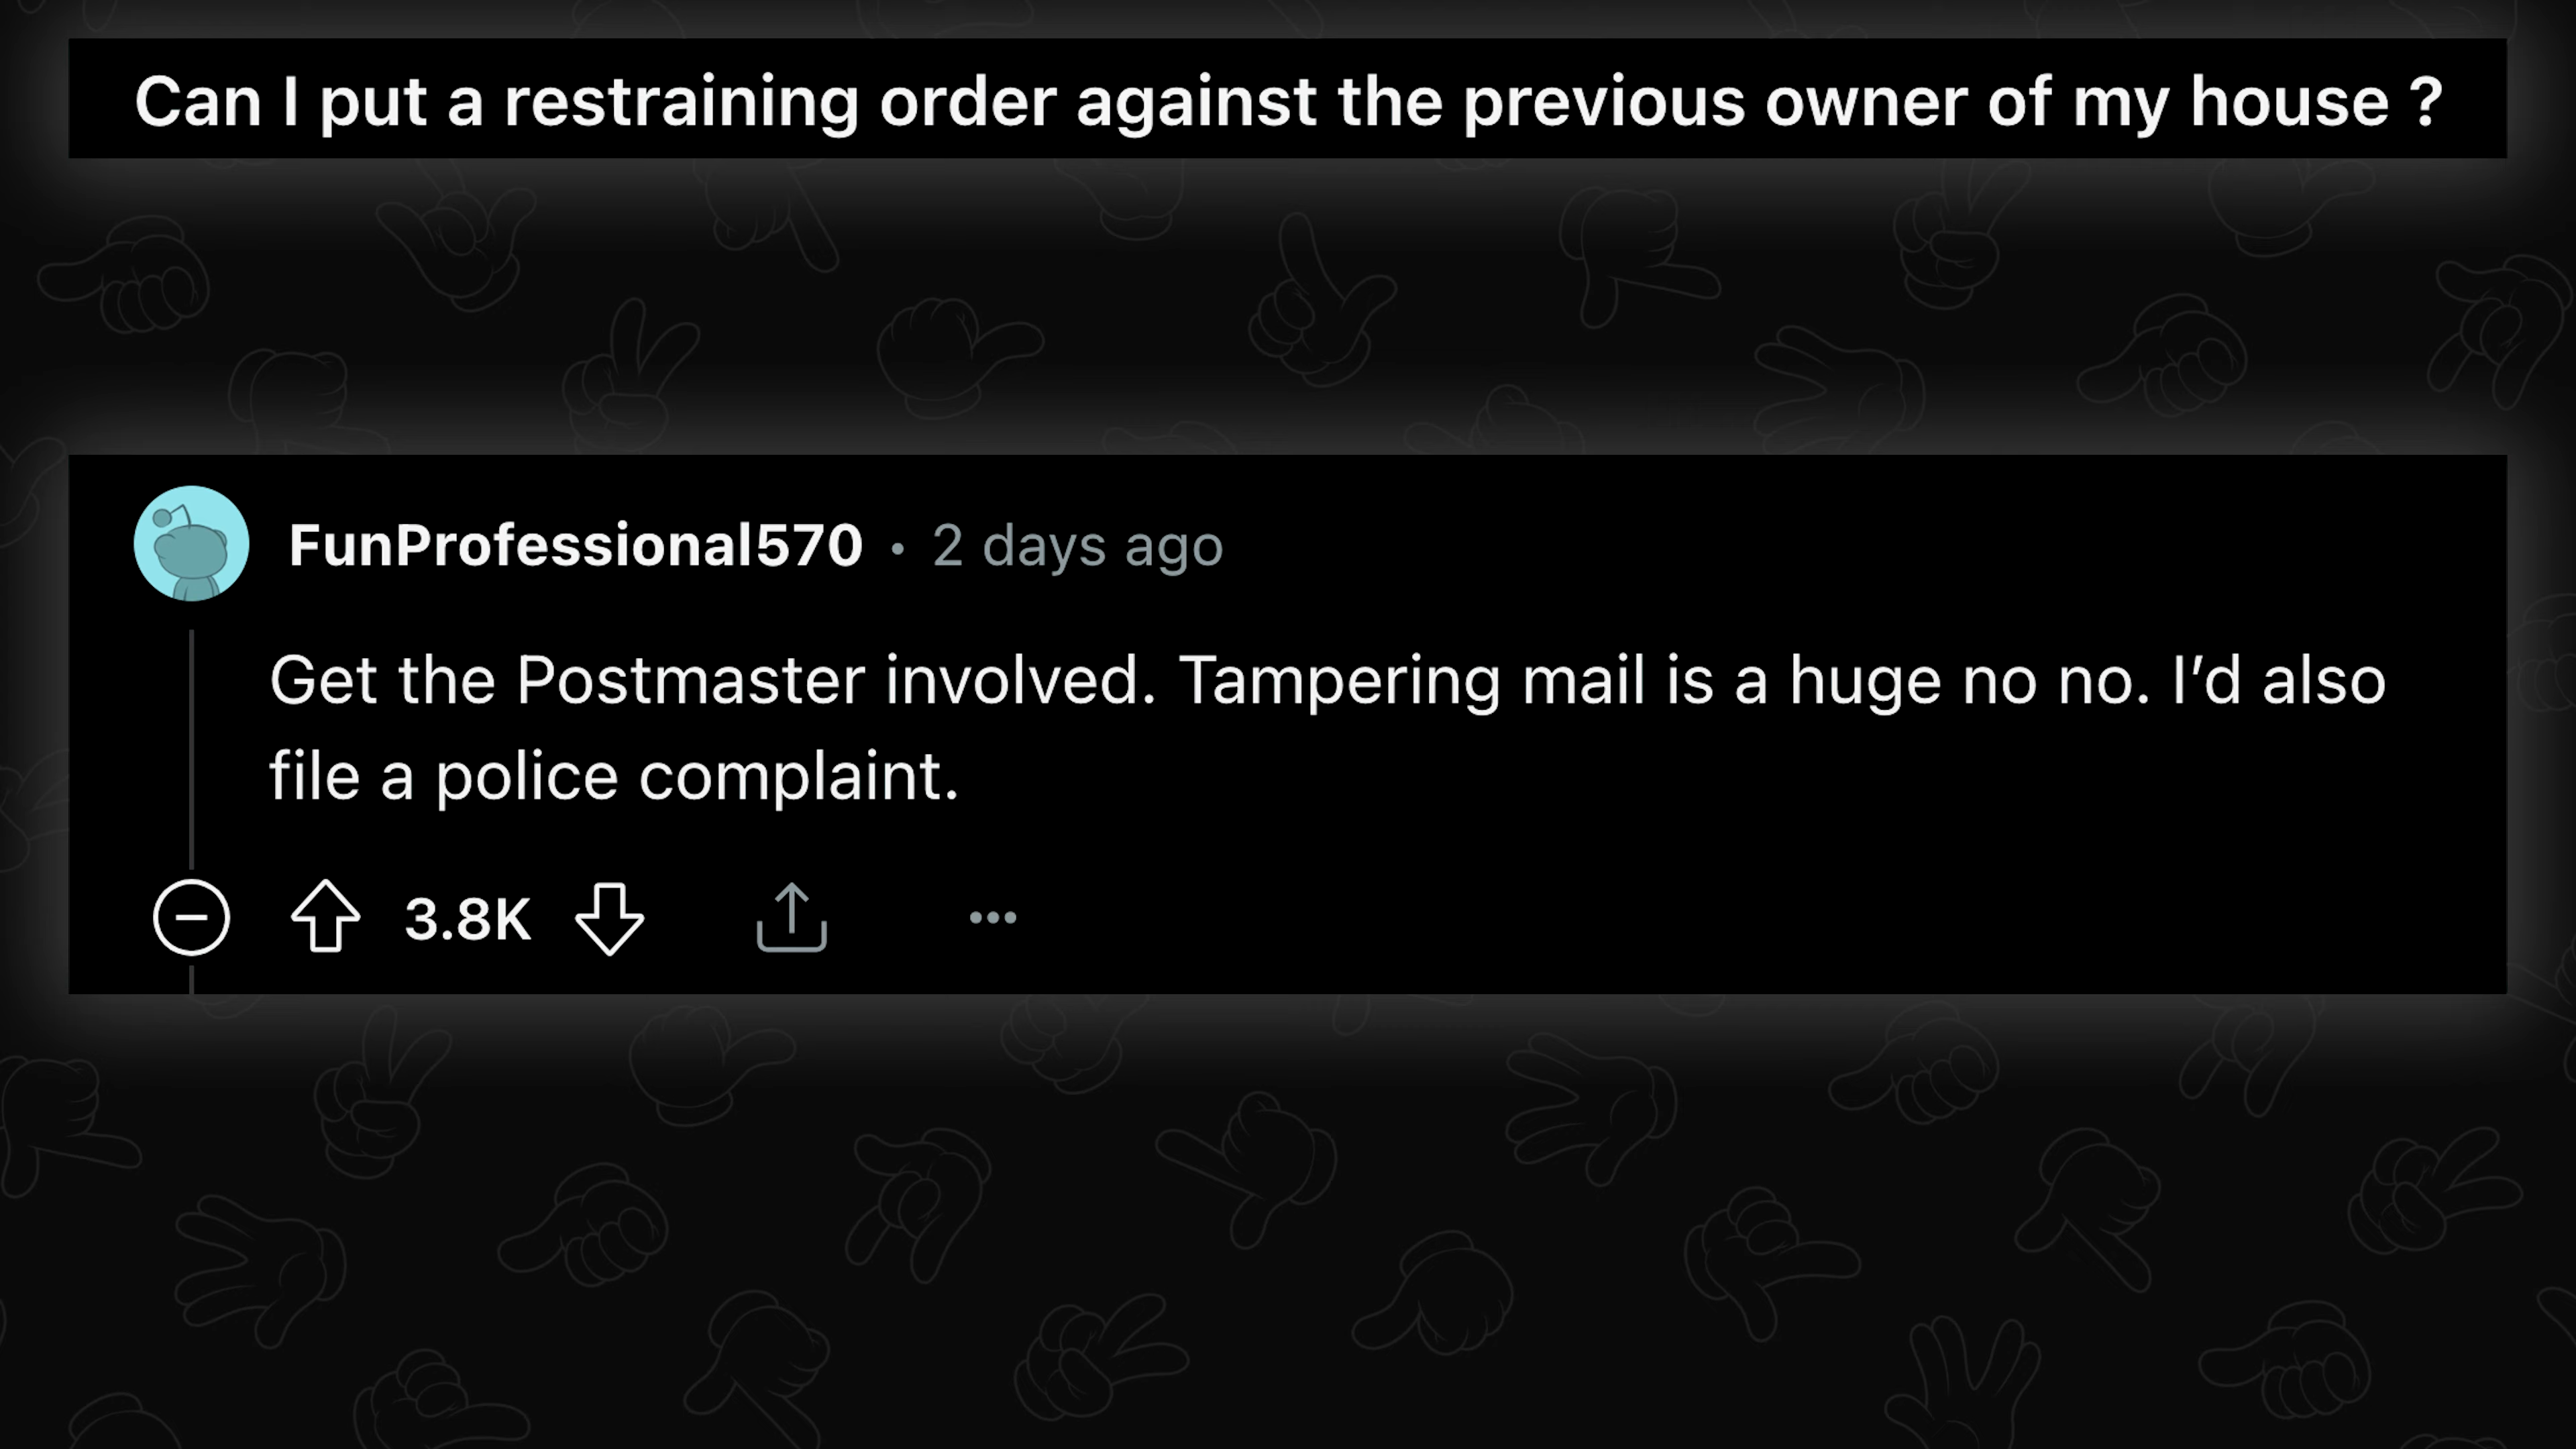 Can I put a restraining order against the previous owner of my house ?
FunProfessional570 · 2 days ago
Get the Postmaster involved. Tampering mail is a huge no no. I’d also
file a police complaint.
3.8K